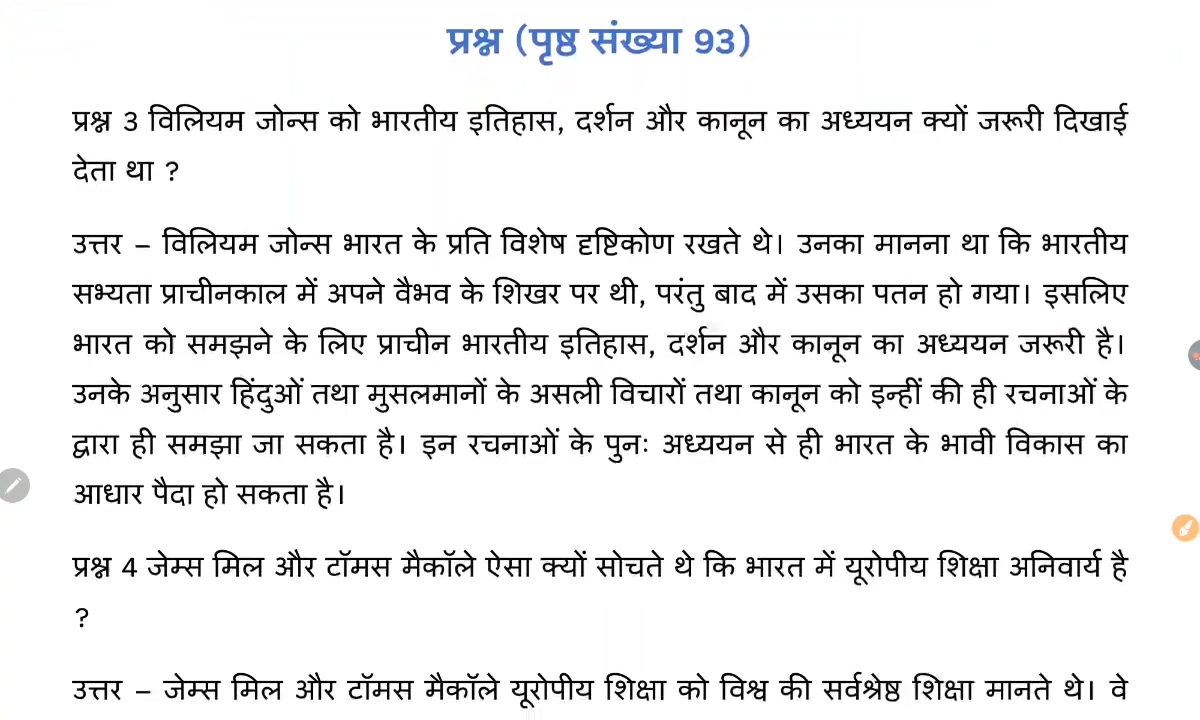 प्रश्न (पृष्ठ संख्या 93)
प्रश्न 3 विलियम जोन्स को भारतीय इतिहास, दर्शन और कानून का अध्ययन क्यों जरूरी दिखाई
देता था ?
उत्तर – विलियम जोन्स भारत के प्रति विशेष दृष्टिकोण रखते थे। उनका मानना था कि भारतीय
सभ्यता प्राचीनकाल में अपने वैभव के शिखर पर थी, परंतु बाद में उसका पतन हो गया। इसलिए
भारत को समझने के लिए प्राचीन भारतीय इतिहास, दर्शन और कानून का अध्ययन जरूरी है।
उनके अनुसार हिंदुओं तथा मुसलमानों के असली विचारों तथा कानून को इन्हीं की ही रचनाओं के
द्वारा ही समझा जा सकता है। इन रचनाओं के पुनः अध्ययन से ही भारत के भावी विकास का
आधार पैदा हो सकता है।
प्रश्न 4 जेम्स मिल और टॉमस मैकॉले ऐसा क्यों सोचते थे कि भारत में यूरोपीय शिक्षा अनिवार्य है
?
उत्तर – जेम्स मिल और टॉमस मैकॉले यूरोपीय शिक्षा को विश्व की सर्वश्रेष्ठ शिक्षा मानते थे। वे